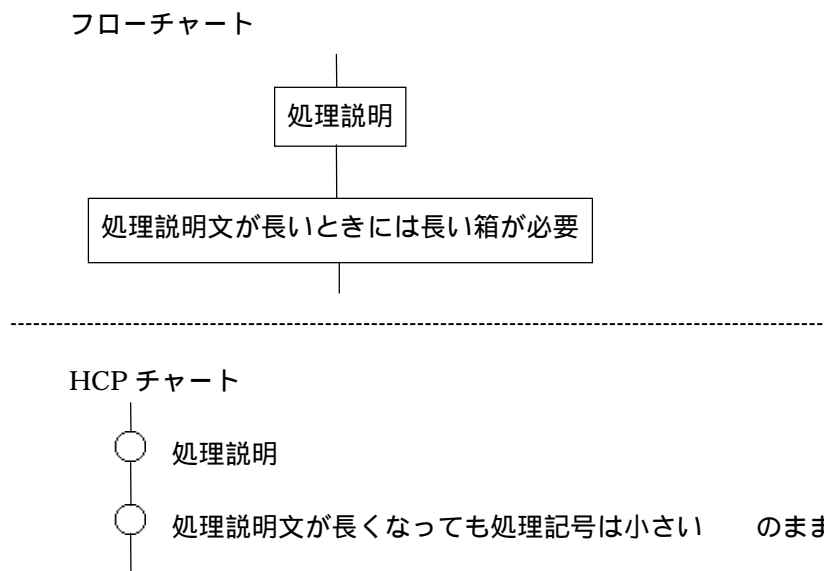 フローチャート
処理説明
処理説明文が長いときには長い箱が必要
HCP チャート
処理説明
処理説明文が長くなっても処理記号は小さい　　のまま